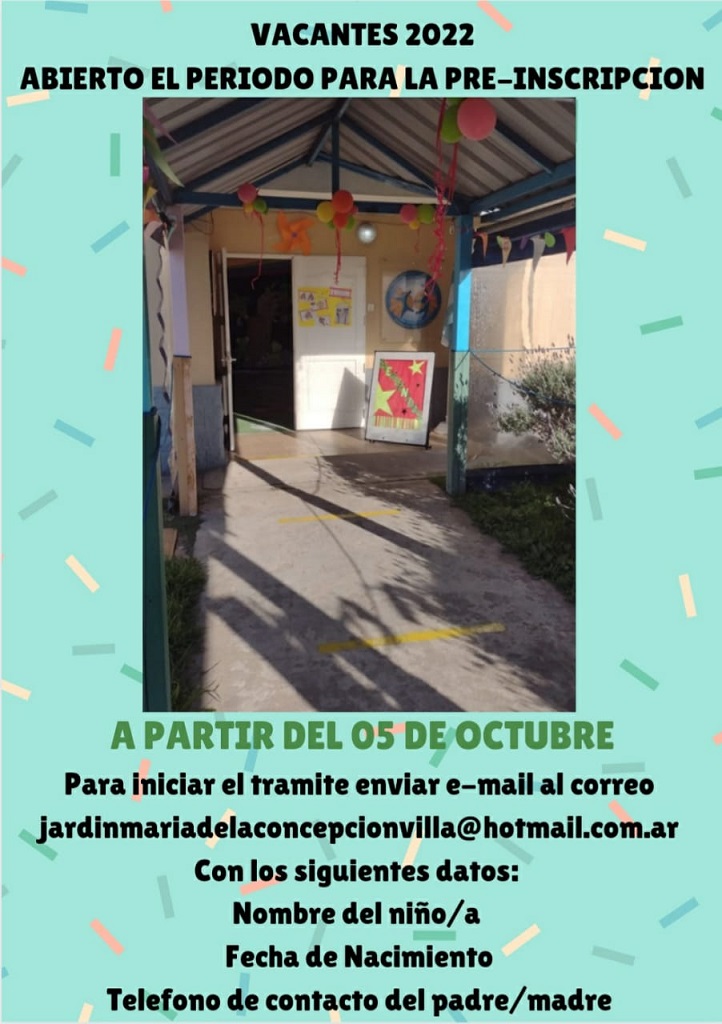 VACANTES 2022
ABIERTO EL PERIODO PARA LA PRE-INSCRIPCION
A PARTIR DEL 05 DE OCTUBRE
Para iniciar el tramite enviar e-mail al correo
jardinmariadelaconcepcionvilla@hotmail.com.ar
Con los siguientes datos:
Nombre del niño/a
Fecha de Nacimiento
Telefono de contacto del padre/madre